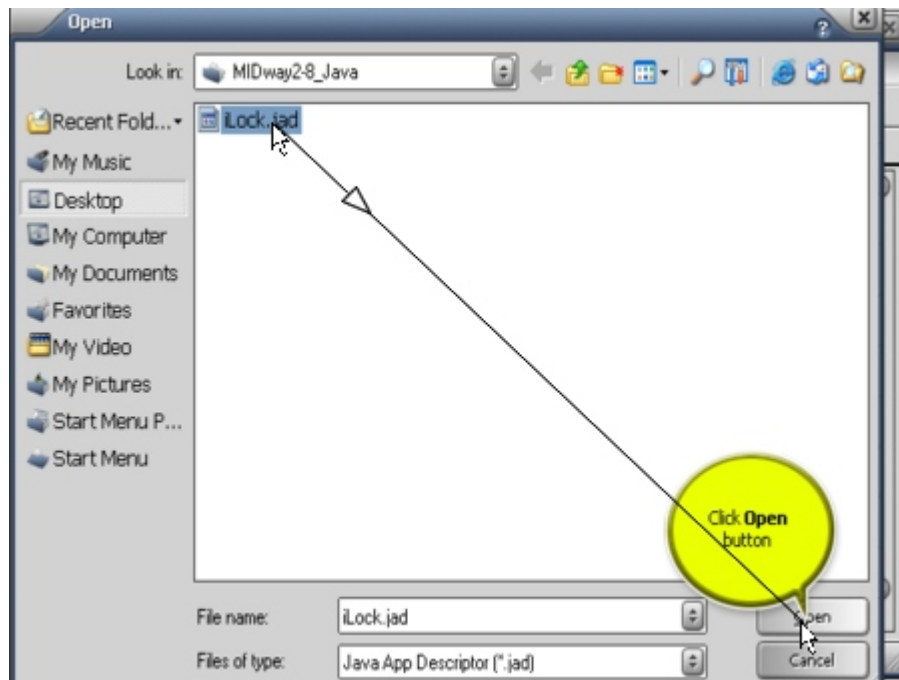 Open
Look in:
MIDway2-8_Java
Recent Fold...
My Music
Desktop
My Computer
My Documents
Favorites
My Video
My Pictures
Start Menu P...
Start Menu
iLock.jad
Click Open
button
File name:
iLock.jad
Open
Files of type:
Java App Descriptor (*.jad)
Cancel